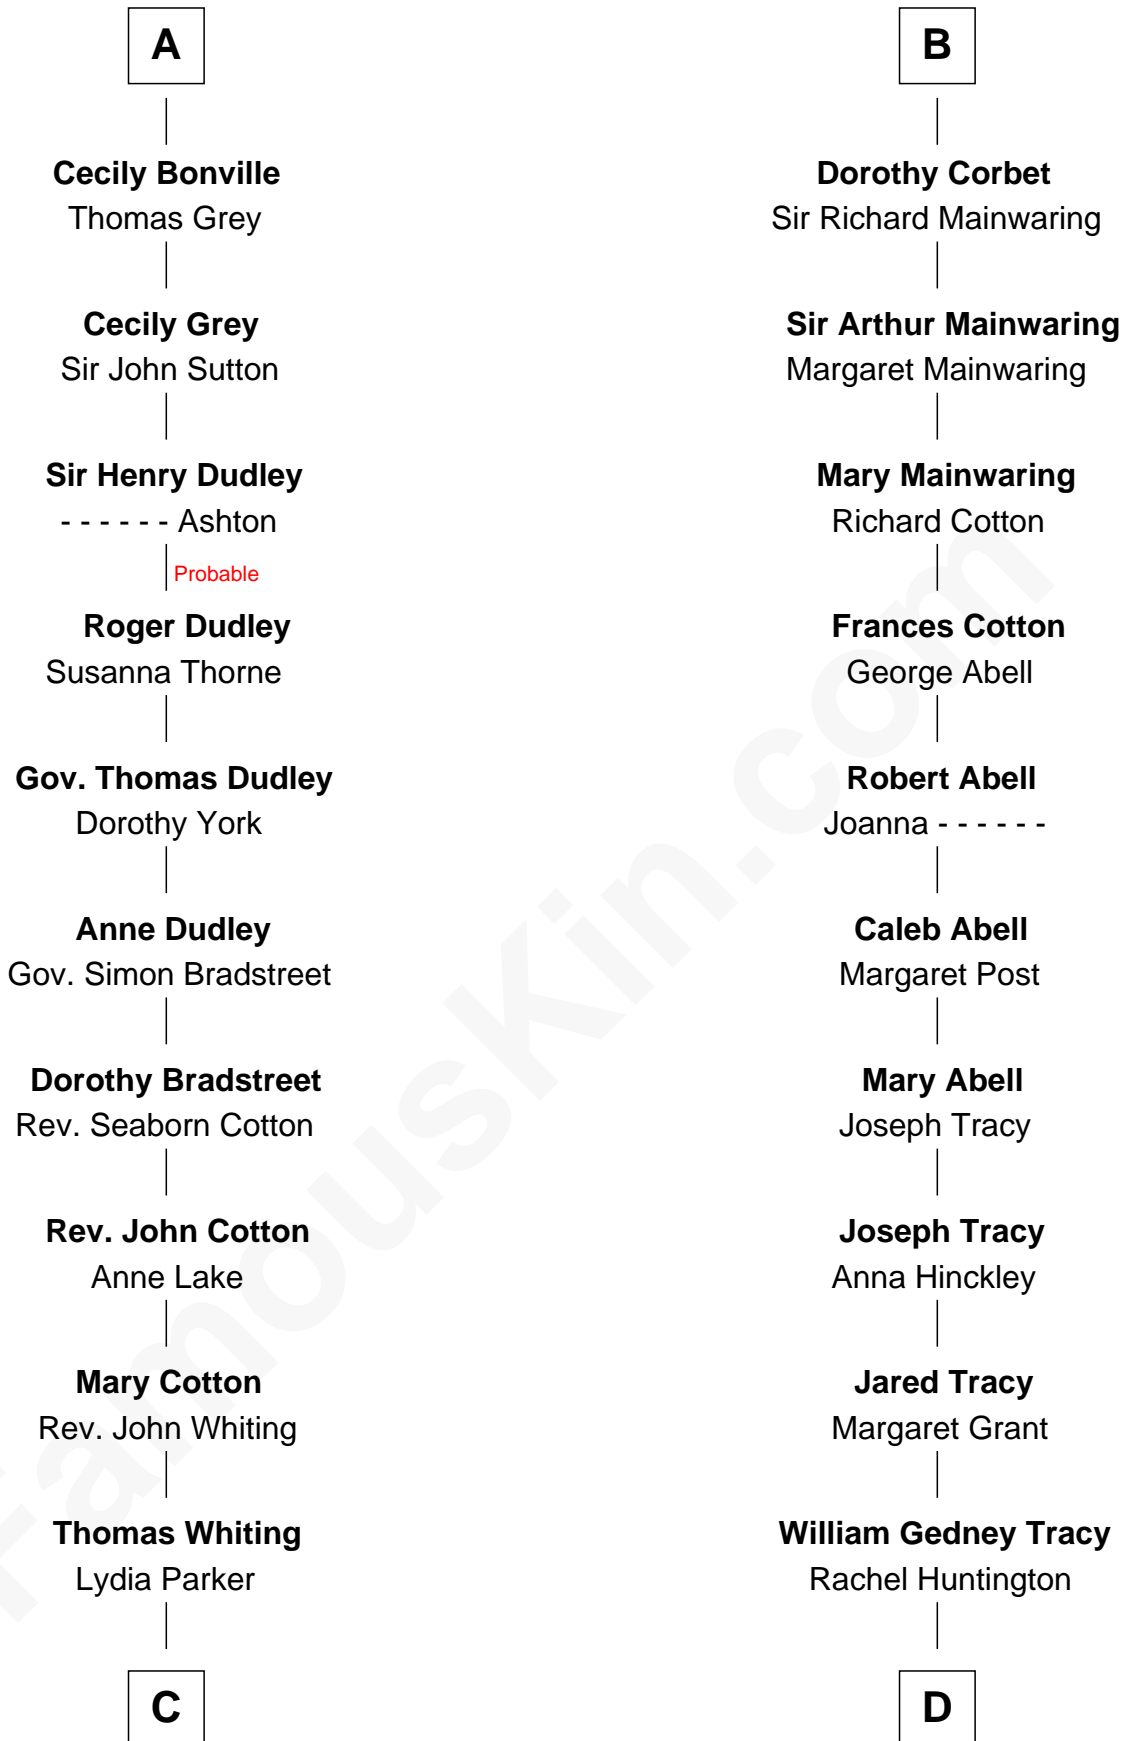 A
Cecily Bonville
Thomas Grey
Cecily Grey
Sir John Sutton
Sir Henry Dudley
- - - - - - Ashton
Probable
Roger Dudley
Susanna Thorne
Gov. Thomas Dudley
Dorothy York
Anne Dudley
Gov. Simon Bradstreet
Dorothy Bradstreet
Rev. Seaborn Cotton
Rev. John Cotton
Anne Lake
Mary Cotton
Rev. John Whiting
Thomas Whiting
Lydia Parker
C
B
Dorothy Corbet
Sir Richard Mainwaring
Sir Arthur Mainwaring
Margaret Mainwaring
Mary Mainwaring
Richard Cotton
Frances Cotton
George Abell
Robert Abell
Joanna - - - - - -
Caleb Abell
Margaret Post
Mary Abell
Joseph Tracy
Joseph Tracy
Anna Hinckley
Jared Tracy
Margaret Grant
William Gedney Tracy
Rachel Huntington
D
FamousKin.com